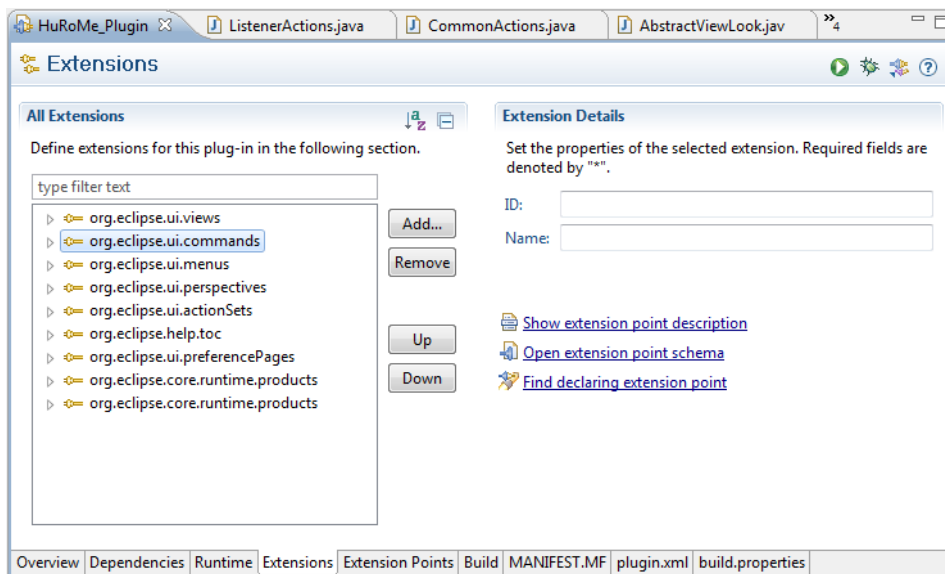 HuRoMe_Plugin ListenerActions.java CommonActions.java AbstractViewLook.jav »4
Extensions
All Extensions
Define extensions for this plug-in in the following section.
type filter text
org.eclipse.ui.views
org.eclipse.ui.commands
org.eclipse.ui.menus
org.eclipse.ui.perspectives
org.eclipse.ui.actionSets
org.eclipse.help.toc
org.eclipse.ui.preferencePages
org.eclipse.core.runtime.products
org.eclipse.core.runtime.products
Add...
Remove
Up
Down
Extension Details
Set the properties of the selected extension. Required fields are
denoted by "*".
ID:
Name:
Show extension point description
Open extension point schema
Find declaring extension point
Overview Dependencies Runtime Extensions Extension Points Build MANIFEST.MF plugin.xml build.properties